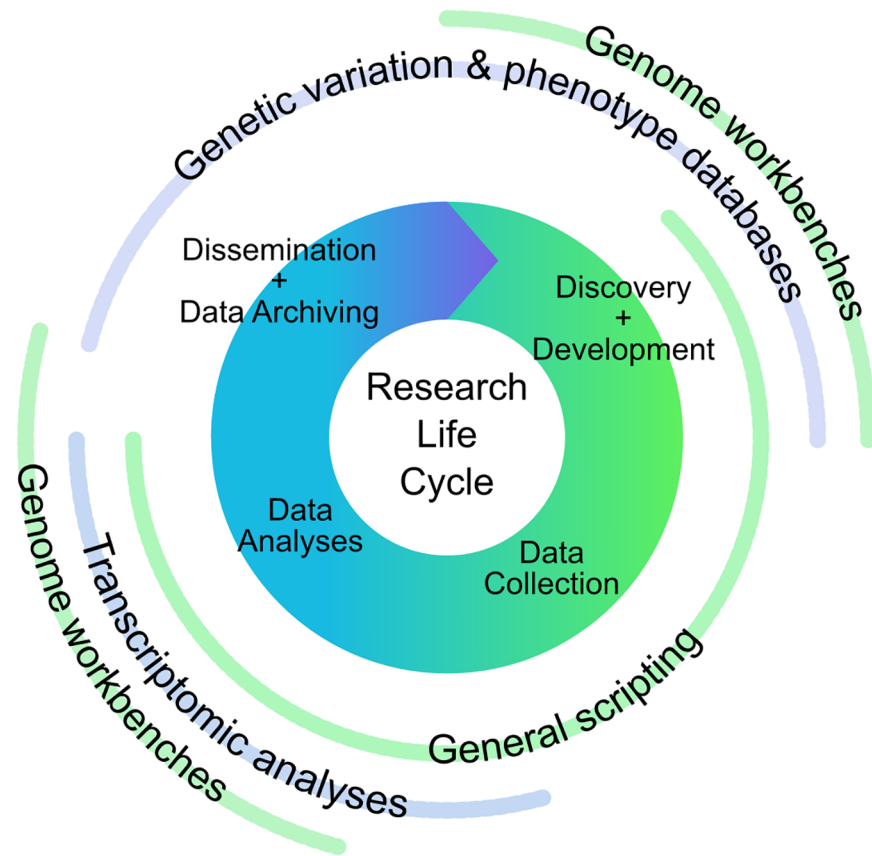 Genome workbenches
Genetic variation & phenotype databases
Dissemination
+
Data Archiving
Discovery
+
Development
Research
Life
Cycle
Data
Analyses
Data
Collection
General scripting
Transcriptomic analyses
Genome workbenches